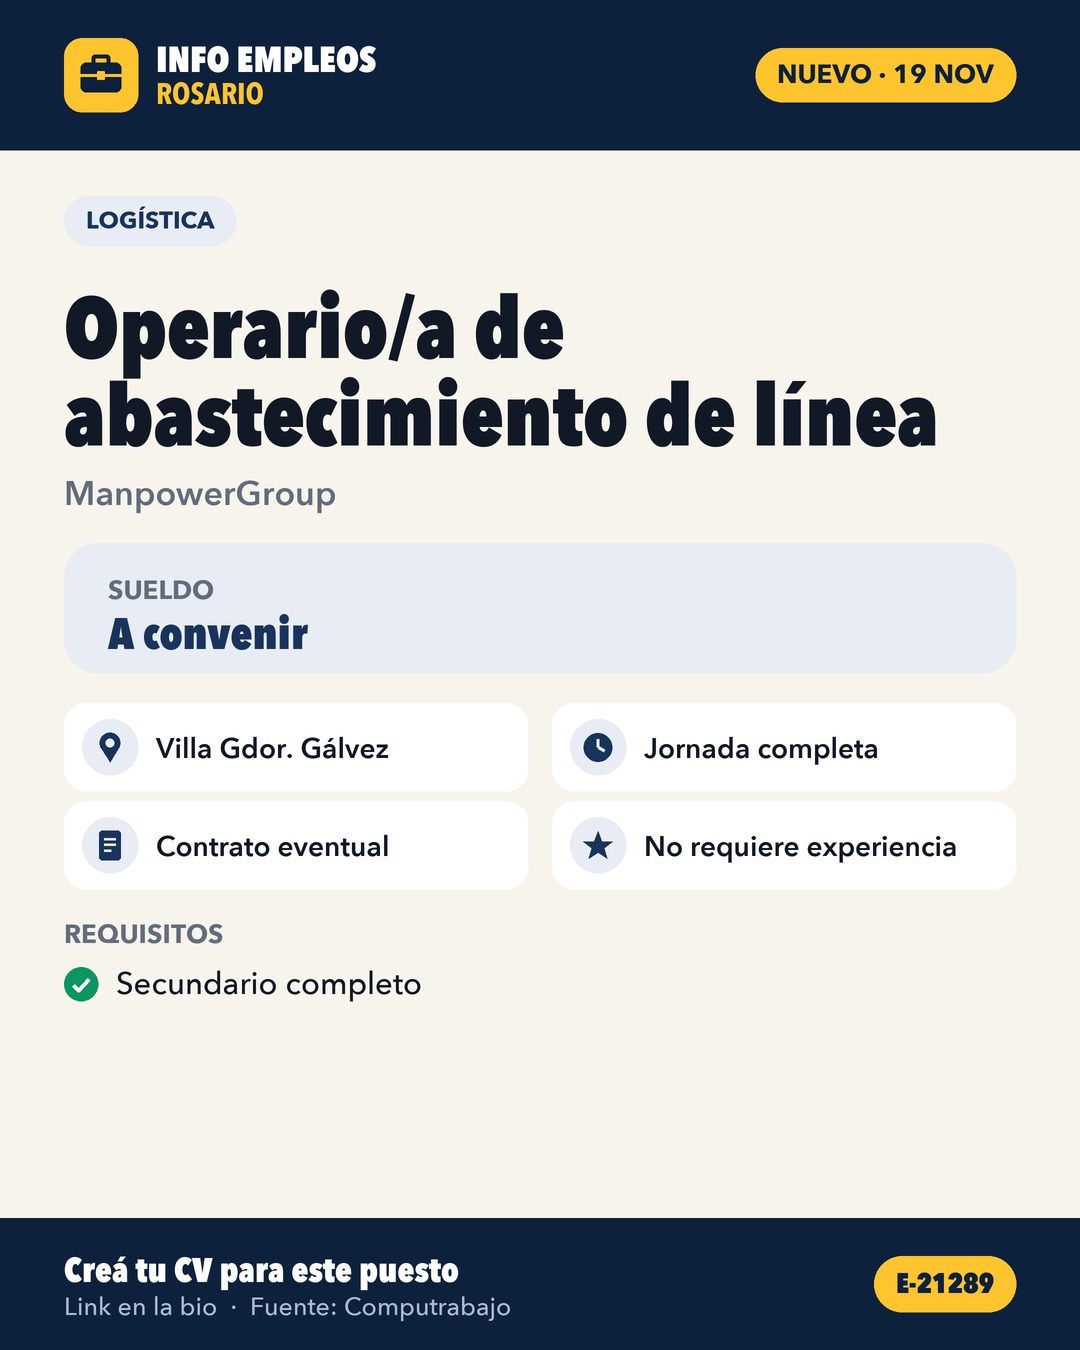 INFO EMPLEOS
ROSARIO
NUEVO · 19 NOV
LOGÍSTICA
Operario/a de
abastecimiento de línea
ManpowerGroup
SUELDO
A convenir
Villa Gdor. Gálvez
Jornada completa
Contrato eventual
No requiere experiencia
REQUISITOS
Secundario completo
Creá tu CV para este puesto
Link en la bio · Fuente: Computrabajo
E-21289